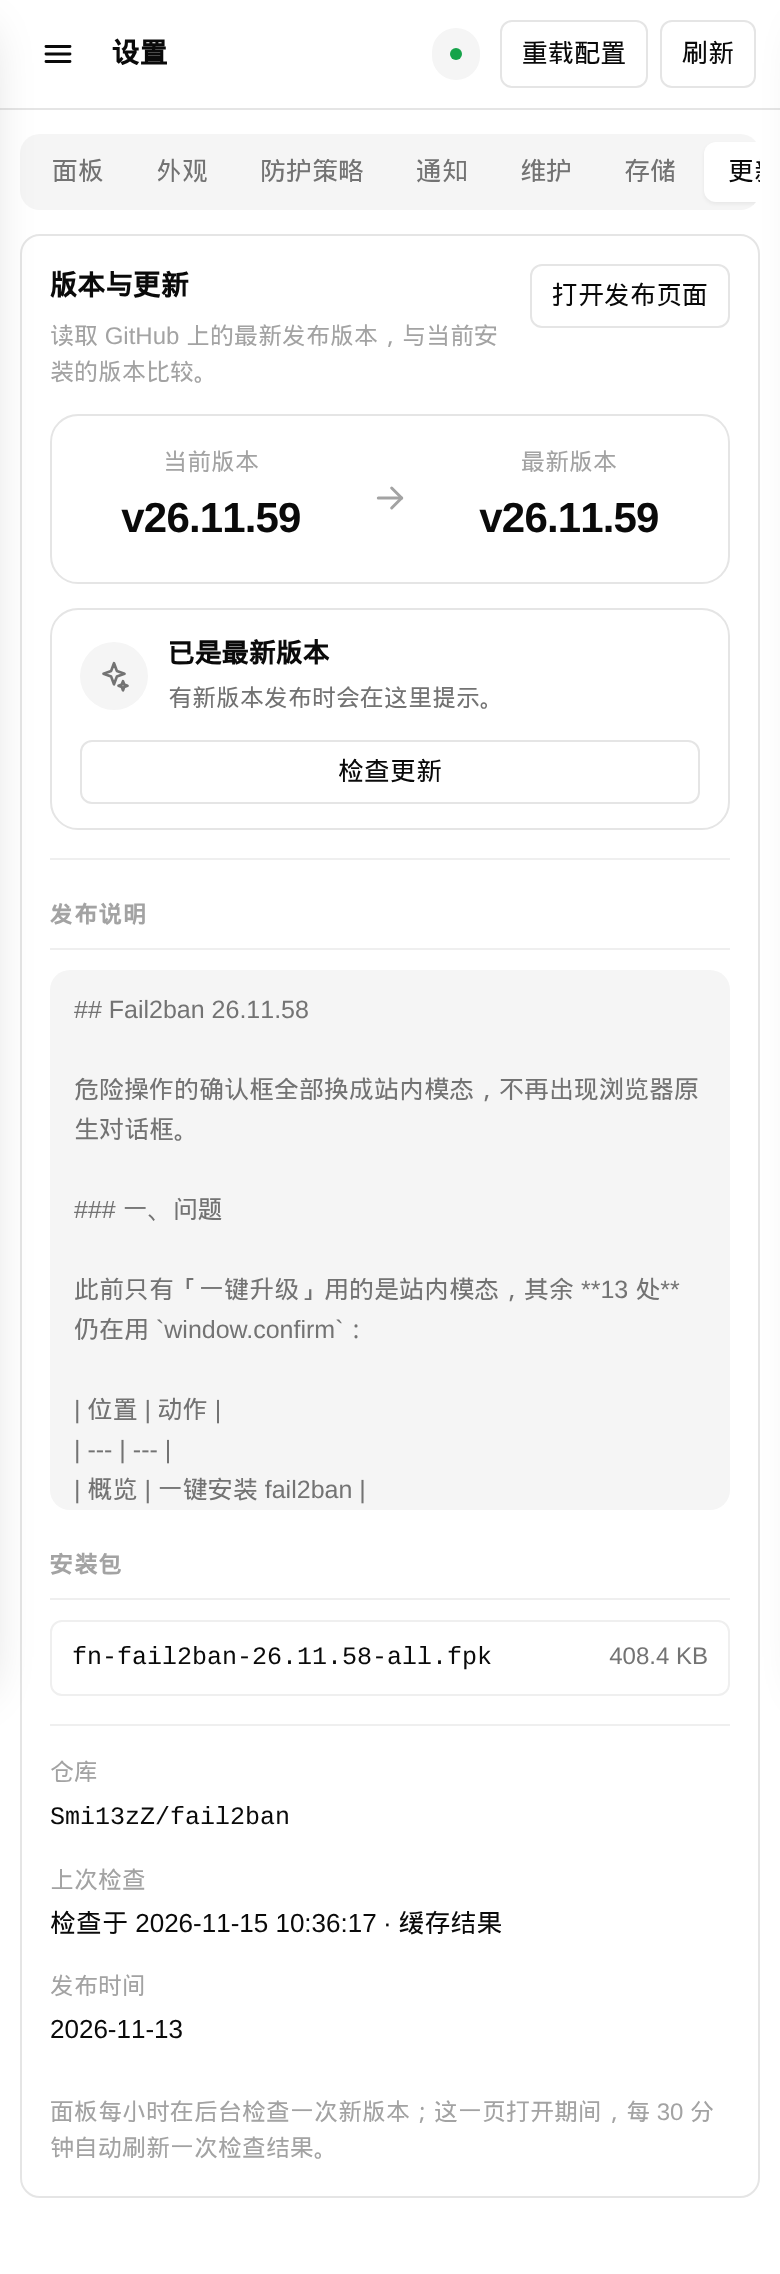 设置
重载配置
刷新
面板 外观 防护策略 通知 维护 存储
版本与更新
打开发布页面
读取 GitHub 上的最新发布版本，与当前安
装的版本比较。
当前版本
v26.11.59
最新版本
v26.11.59
已是最新版本
有新版本发布时会在这里提示。
检查更新
发布说明
## Fail2ban 26.11.58
危险操作的确认框全部换成站内模态，不再出现浏览器原
生对话框。
### 一、问题
此前只有「一键升级」用的是站内模态，其余 **13 处**
仍在用 `window.confirm`：
| 位置 | 动作 |
| --- | --- |
| 概览 | 一键安装 fail2ban |
安装包
fn-fail2ban-26.11.58-all.fpk 408.4 KB
仓库
Smi13zZ/fail2ban
上次检查
检查于 2026-11-15 10:36:17 · 缓存结果
发布时间
2026-11-13
面板每小时在后台检查一次新版本；这一页打开期间，每 30 分
钟自动刷新一次检查结果。